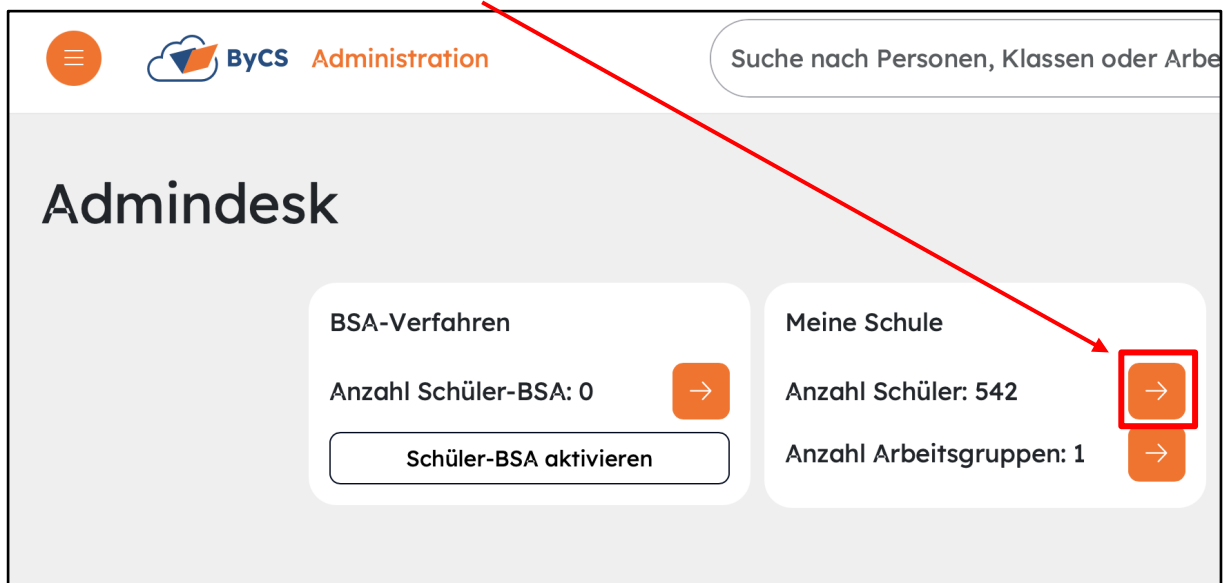 ByCS Administration
Suche nach Personen, Klassen oder Arbe
Admindesk
BSA-Verfahren
Anzahl Schüler-BSA: 0
Schüler-BSA aktivieren
Meine Schule
Anzahl Schüler: 542
Anzahl Arbeitsgruppen: 1